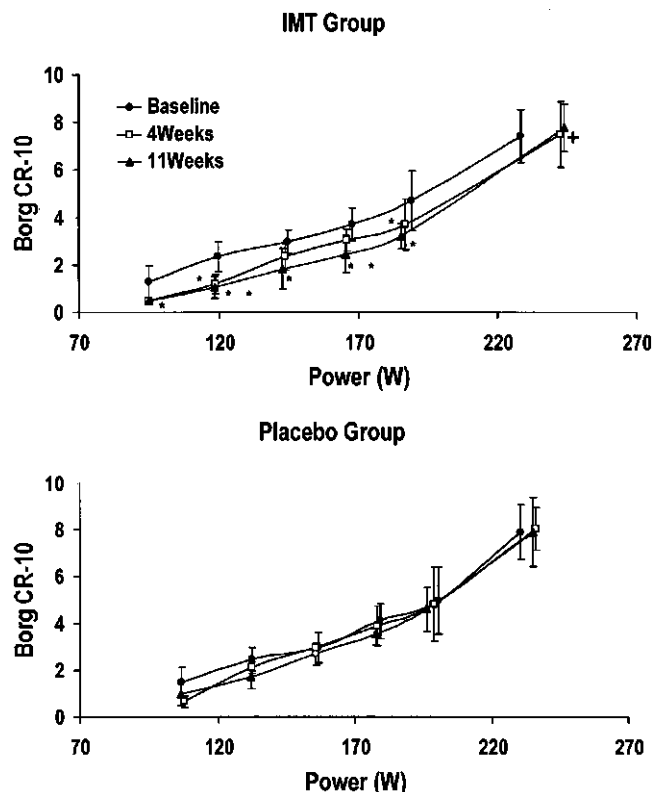 IMT Group
10
8
6
4
2
0
Borg CR-10
Baseline
4Weeks
11Weeks
* * * * * * * * * +
70 120 170 220 270
Power (W)
Placebo Group
10
8
6
4
2
0
Borg CR-10
70 120 170 220 270
Power (W)